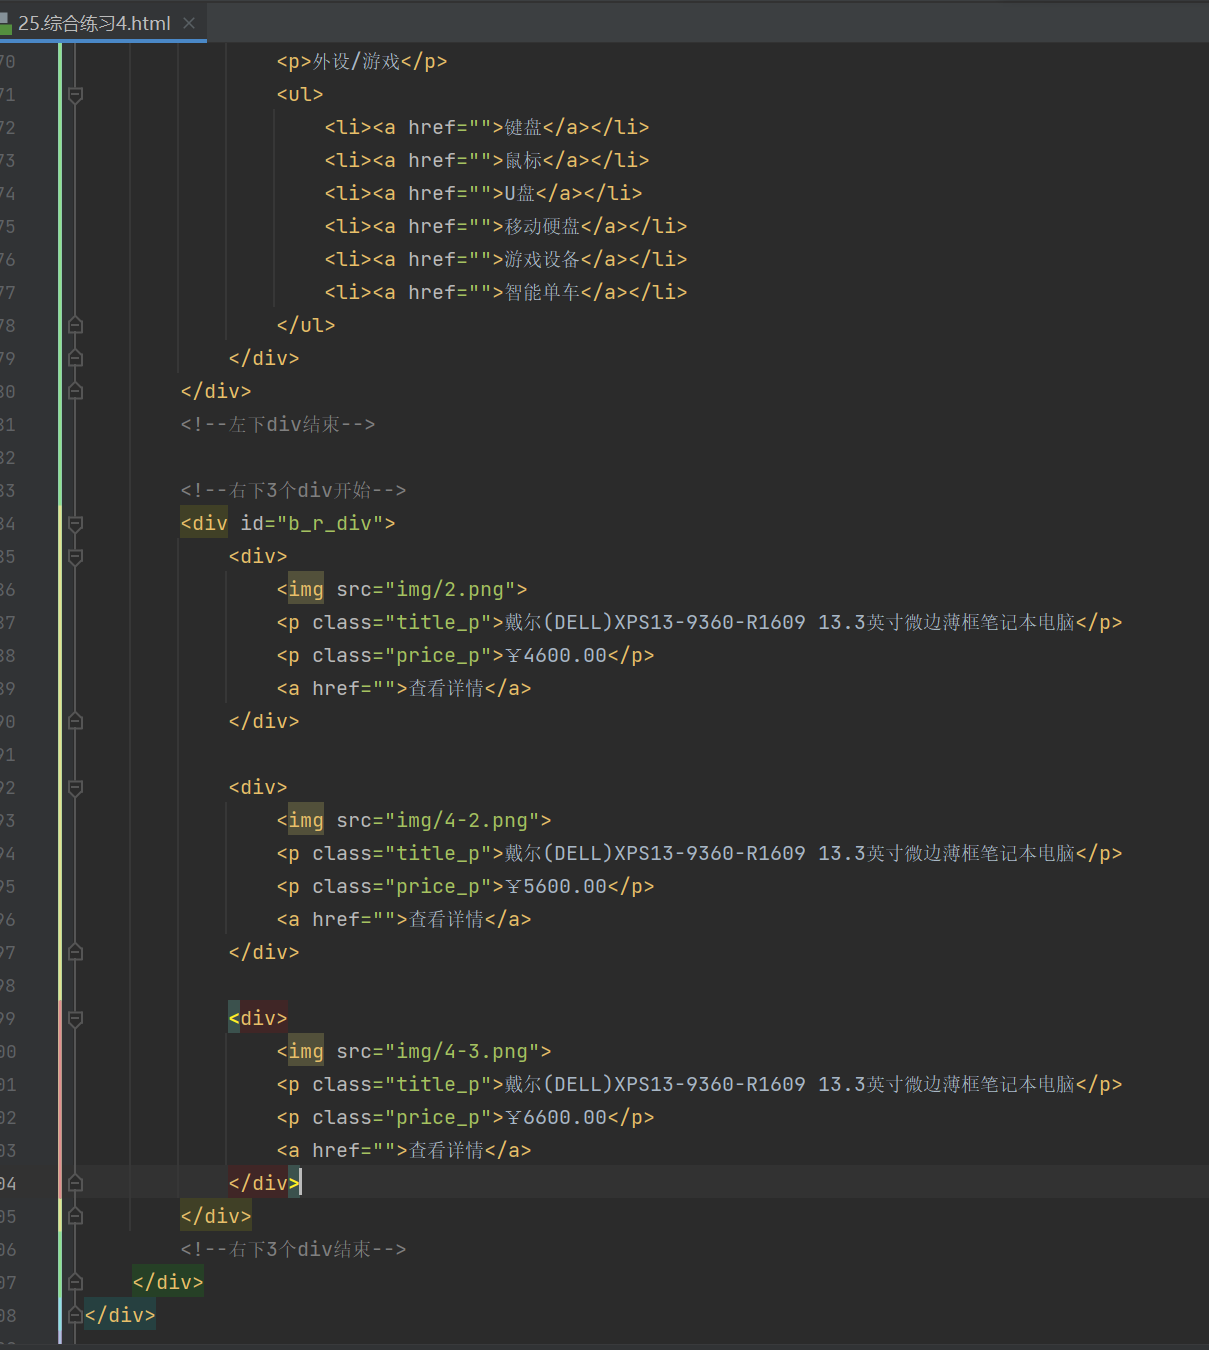 25.综合练习4.html
70 <p>外设/游戏</p>
71 <ul>
72 <li><a href="">键盘</a></li>
73 <li><a href="">鼠标</a></li>
74 <li><a href="">U盘</a></li>
75 <li><a href="">移动硬盘</a></li>
76 <li><a href="">游戏设备</a></li>
77 <li><a href="">智能单车</a></li>
78 </ul>
79 </div>
80 </div>
81 <!--左下div结束-->
82
83 <!--右下3个div开始-->
84 <div id="b_r_div">
85 <div>
86 <img src="img/2.png">
87 <p class="title_p">戴尔(DELL)XPS13-9360-R1609 13.3英寸微边薄框笔记本电脑</p>
88 <p class="price_p">￥4600.00</p>
89 <a href="">查看详情</a>
90 </div>
91
92 <div>
93 <img src="img/4-2.png">
94 <p class="title_p">戴尔(DELL)XPS13-9360-R1609 13.3英寸微边薄框笔记本电脑</p>
95 <p class="price_p">￥5600.00</p>
96 <a href="">查看详情</a>
97 </div>
98
99 <div>
00 <img src="img/4-3.png">
01 <p class="title_p">戴尔(DELL)XPS13-9360-R1609 13.3英寸微边薄框笔记本电脑</p>
02 <p class="price_p">￥6600.00</p>
03 <a href="">查看详情</a>
04 </div>
05 </div>
06 <!--右下3个div结束-->
07 </div>
08 </div>